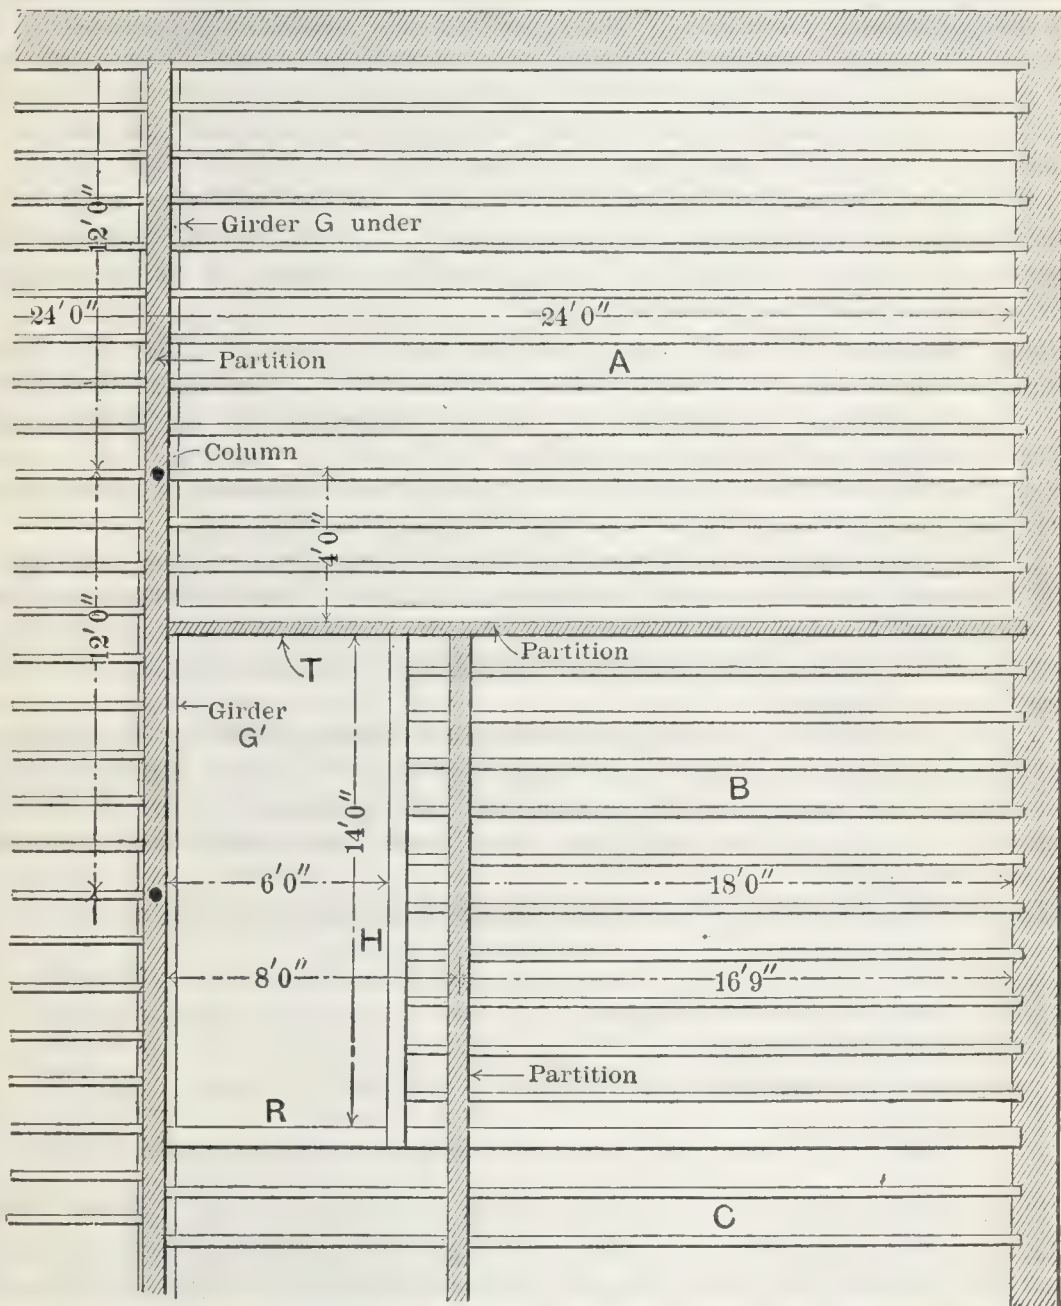 12'0"
Girder G under
24'0"
24'0"
Partition
A
Column
4'0"
12'0"
Partition
T
Girder
G'
B
14'0"
6'0"
18'0"
H
8'0"
16'9"
Partition
R
C